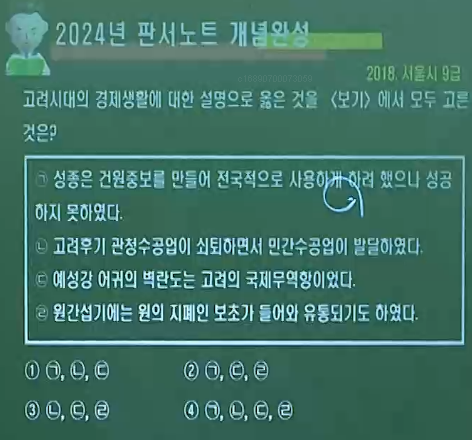 2024년 판서노트 개념완성
2018. 서울시 9급
고려시대의 경제생활에 대한 설명으로 옳은 것을 <보기>에서 모두 고른
것은?
㉠ 성종은 건원중보를 만들어 전국적으로 사용하게 하려 했으나 성공
하지 못하였다.
㉡ 고려후기 관청수공업이 쇠퇴하면서 민간수공업이 발달하였다.
㉢ 예성강 어귀의 벽란도는 고려의 국제무역항이었다.
㉣ 원간섭기에는 원의 지폐인 보초가 들어와 유통되기도 하였다.
① ㉠, ㉡, ㉢ ② ㉠, ㉢, ㉣
③ ㉡, ㉢, ㉣ ④ ㉠, ㉡, ㉢, ㉣